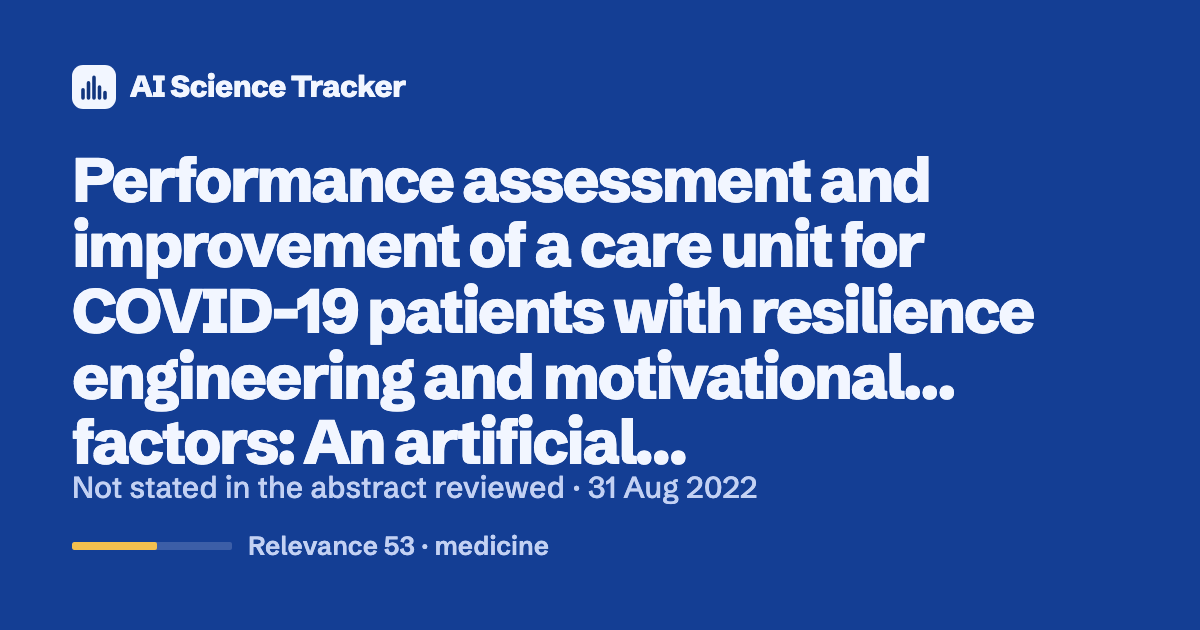 AI Science Tracker
Performance assessment and
improvement of a care unit for
COVID-19 patients with resilience
engineering and motivational...
factors: An artificial...
Not stated in the abstract reviewed · 31 Aug 2022
Relevance 53 · medicine